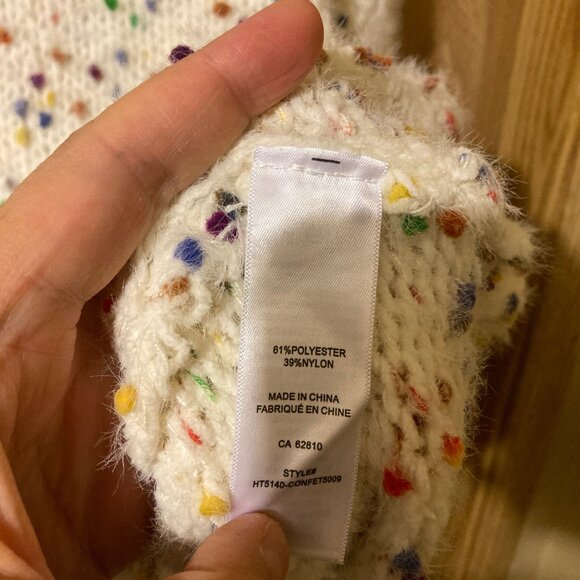 61%POLYESTER
39%NYLON
MADE IN CHINA
FABRIQUÉ EN CHINE
CA 62810
STYLE#
HT5140-CONFET5009